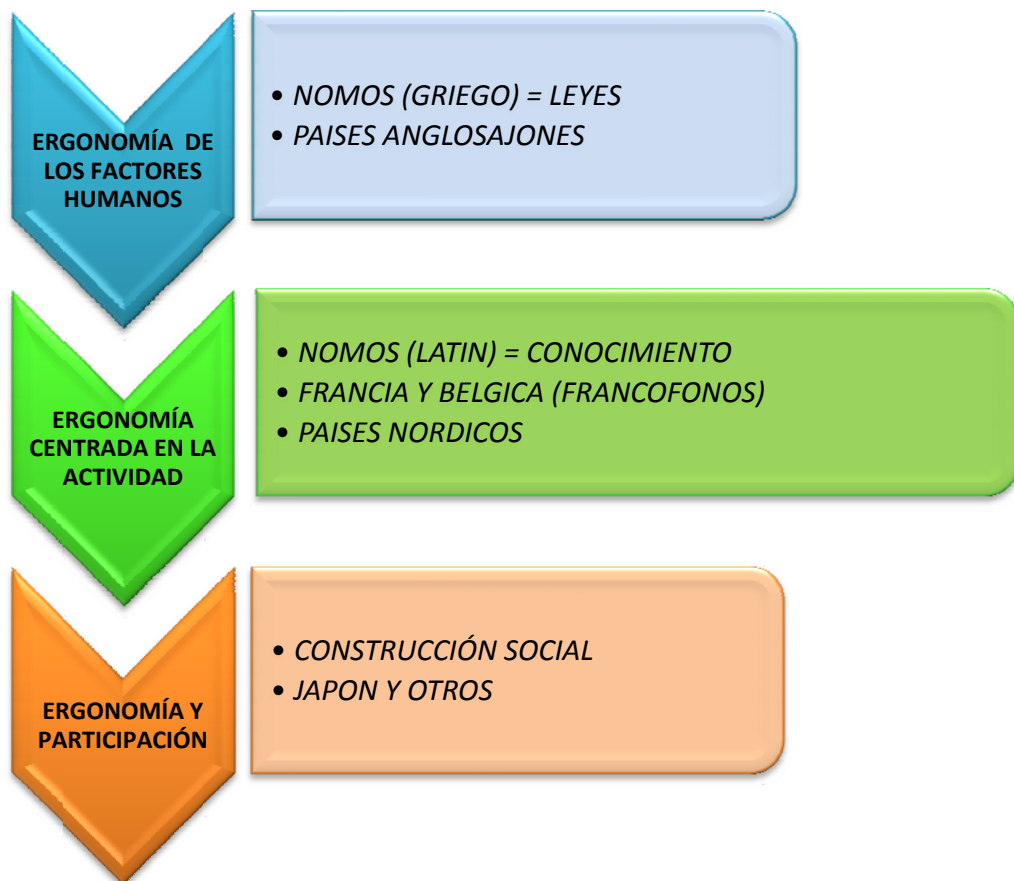 ERGONOMÍA DE
LOS FACTORES
HUMANOS
• NOMOS (GRIEGO) = LEYES
• PAISES ANGLOSAJONES
ERGONOMÍA
CENTRADA EN LA
ACTIVIDAD
• NOMOS (LATIN) = CONOCIMIENTO
• FRANCIA Y BELGICA (FRANCOFONOS)
• PAISES NORDICOS
ERGONOMÍA Y
PARTICIPACIÓN
• CONSTRUCCIÓN SOCIAL
• JAPON Y OTROS